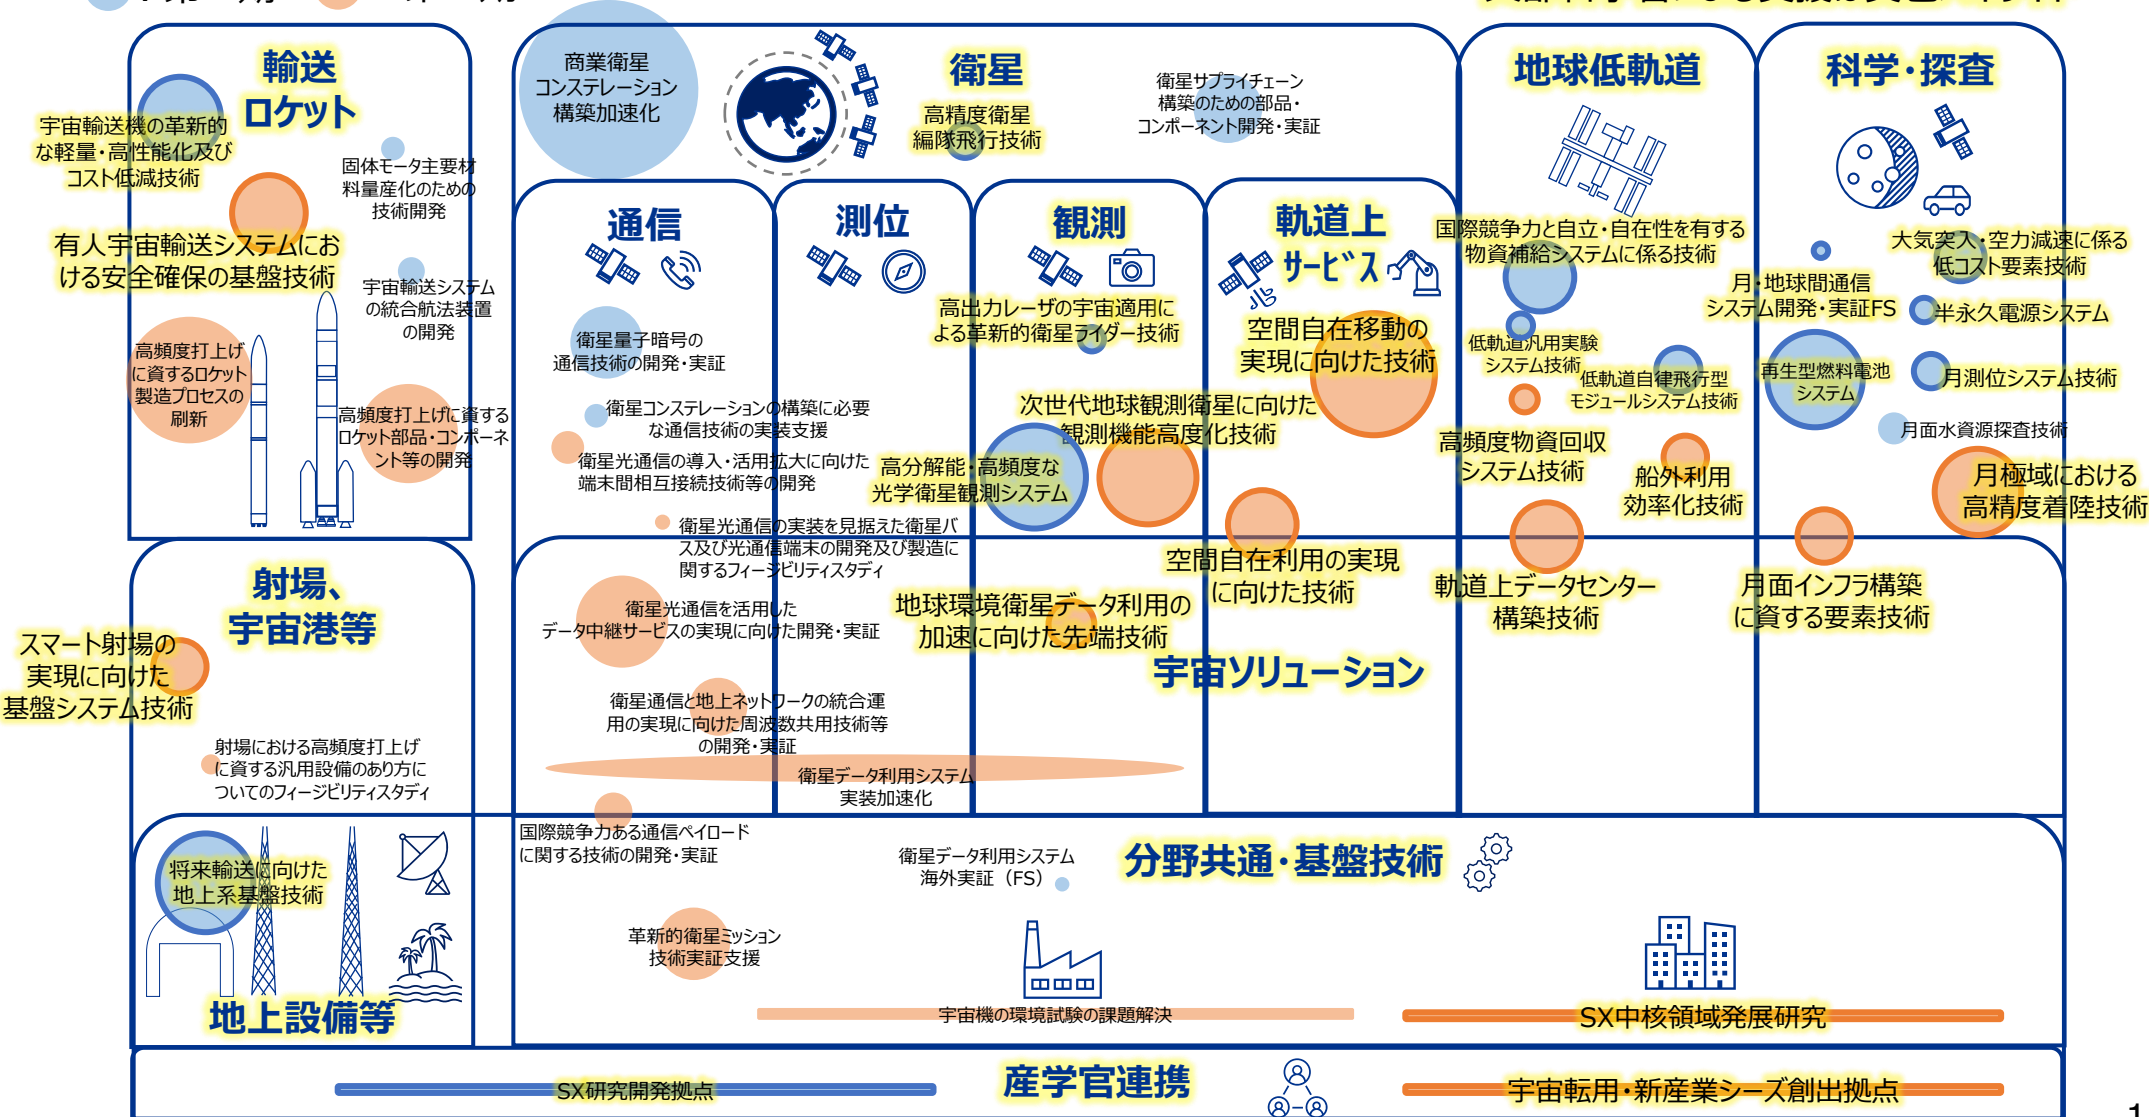 輸送
ロケット
宇宙輸送機の革新的
な軽量・高性能化及び
コスト低減技術
固体モータ主要材
料量産化のための
技術開発
有人宇宙輸送システムにお
ける安全確保の基盤技術
宇宙輸送システム
の統合航法装置
の開発
高頻度打上げ
に資するロケット
製造プロセスの
刷新
高頻度打上げに資する
ロケット部品・コンポーネ
ント等の開発
射場、
宇宙港等
スマート射場の
実現に向けた
基盤システム技術
射場における高頻度打上げ
に資する汎用設備のあり方に
ついてのフィージビリティスタディ
将来輸送に向けた
地上系基盤技術
地上設備等
商業衛星
コンステレーション
構築加速化
衛星
高精度衛星
編隊飛行技術
衛星サプライチェーン
構築のための部品・
コンポーネント開発・実証
通信
衛星量子暗号の
通信技術の開発・実証
衛星コンステレーションの構築に必要
な通信技術の実装支援
衛星光通信の導入・活用拡大に向けた
端末間相互接続技術等の開発
衛星光通信の実装を見据えた衛星バ
ス及び光通信端末の開発及び製造に
関するフィージビリティスタディ
衛星光通信を活用した
データ中継サービスの実現に向けた開発・実証
衛星通信と地上ネットワークの統合運
用の実現に向けた周波数共用技術等
の開発・実証
衛星データ利用システム
実装加速化
国際競争力ある通信ペイロード
に関する技術の開発・実証
測位
観測
高出力レーザの宇宙適用に
よる革新的衛星ライダー技術
次世代地球観測衛星に向けた
観測機能高度化技術
高分解能・高頻度な
光学衛星観測システム
地球環境衛星データ利用の
加速に向けた先端技術
軌道上
サービス
空間自在移動の
実現に向けた技術
空間自在利用の実現
に向けた技術
宇宙ソリューション
地球低軌道
国際競争力と自立・自在性を有する
物資補給システムに係る技術
低軌道汎用実験
システム技術
低軌道自律飛行型
モジュールシステム技術
高頻度物資回収
システム技術
船外利用
効率化技術
軌道上データセンター
構築技術
科学・探査
大気突入・空力減速に係る
低コスト要素技術
月・地球間通信
システム開発・実証FS
半永久電源システム
再生型燃料電池
システム
月測位システム技術
月面水資源探査技術
月極域における
高精度着陸技術
月面インフラ構築
に資する要素技術
分野共通・基盤技術
衛星データ利用システム
海外実証（FS）
革新的衛星ミッション
技術実証支援
宇宙機の環境試験の課題解決
SX中核領域発展研究
産学官連携
SX研究開発拠点
宇宙転用・新産業シーズ創出拠点